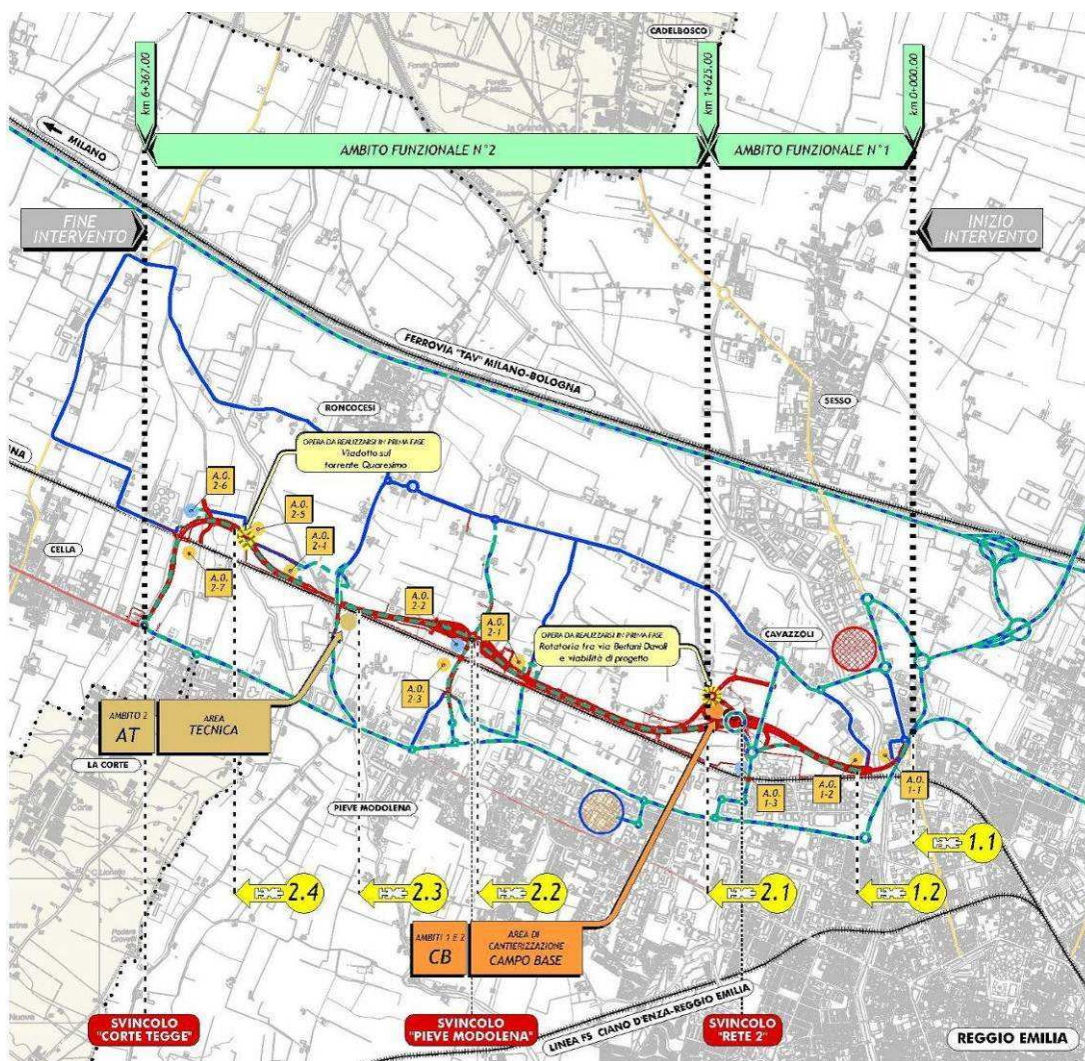 CADELBOSCO
km 6+367.00
km 1+625.00
km 0+000.00
MILANO
AMBITO FUNZIONALE N°2
AMBITO FUNZIONALE N°1
FINE
INTERVENTO
INIZIO
INTERVENTO
FERROVIA "TAV" MILANO-BOLOGNA
RONCOCESI
SESSO
OPERA DA REALIZZARSI IN PRIMA FASE
Viadotto sul
torrente Quaresimo
A.O.
2-6
A.O.
2-5
A.O.
2-4
CELLA
A.O.
2-7
A.O.
2-2
A.O.
2-1
OPERA DA REALIZZARSI IN PRIMA FASE
Rotatoria fra via Bertani Davoli
e viabilità di progetto
CAVAZZOLI
A.O.
2-3
AMBITO 2
AT
AREA
TECNICA
LA CORTE
PIEVE MODOLENA
A.O.
1-3
A.O.
1-2
A.O.
1-1
1.1
2.4
2.3
2.2
2.1
1.2
AMBITI 1 E 2
CB
AREA DI
CANTIERIZZAZIONE
CAMPO BASE
SVINCOLO
"CORTE TEGGE"
SVINCOLO
"PIEVE MODOLENA"
SVINCOLO
"RETE 2"
LINEA FS CIANO D'ENZA-REGGIO EMILIA
REGGIO EMILIA